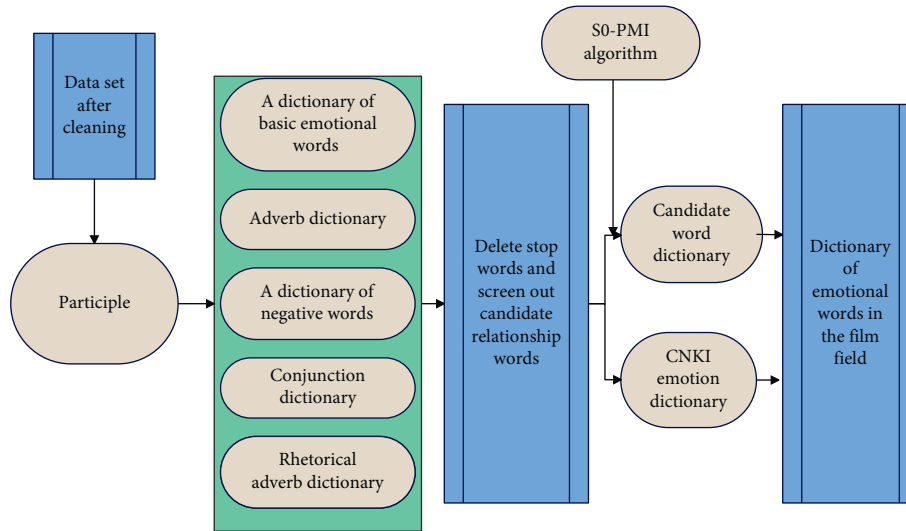 Data set
after
cleaning
Participle
A dictionary of
basic emotional
words
Adverb dictionary
A dictionary of
negative words
Conjunction
dictionary
Rhetorical
adverb dictionary
Delete stop
words and
screen out
candidate
relationship
words
S0-PMI
algorithm
Candidate
word
dictionary
CNKI
emotion
dictionary
Dictionary
of
emotional
words in
the film
field